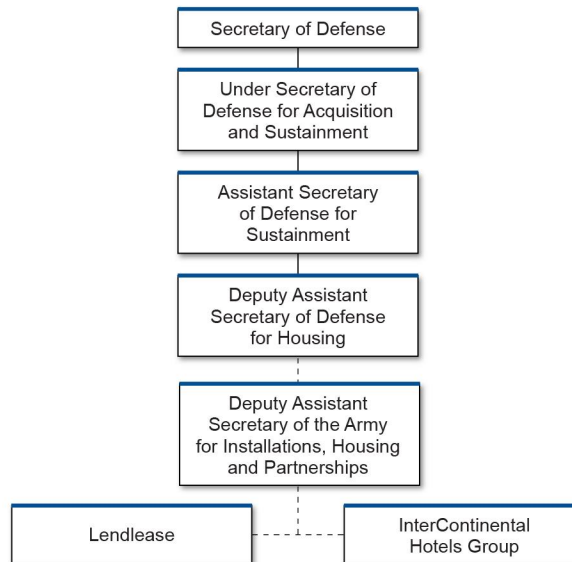 Secretary of Defense
Under Secretary of
Defense for Acquisition
and Sustainment
Assistant Secretary
of Defense for
Sustainment
Deputy Assistant
Secretary of Defense
for Housing
Deputy Assistant
Secretary of the Army
for Installations, Housing
and Partnerships
Lendlease
InterContinental
Hotels Group